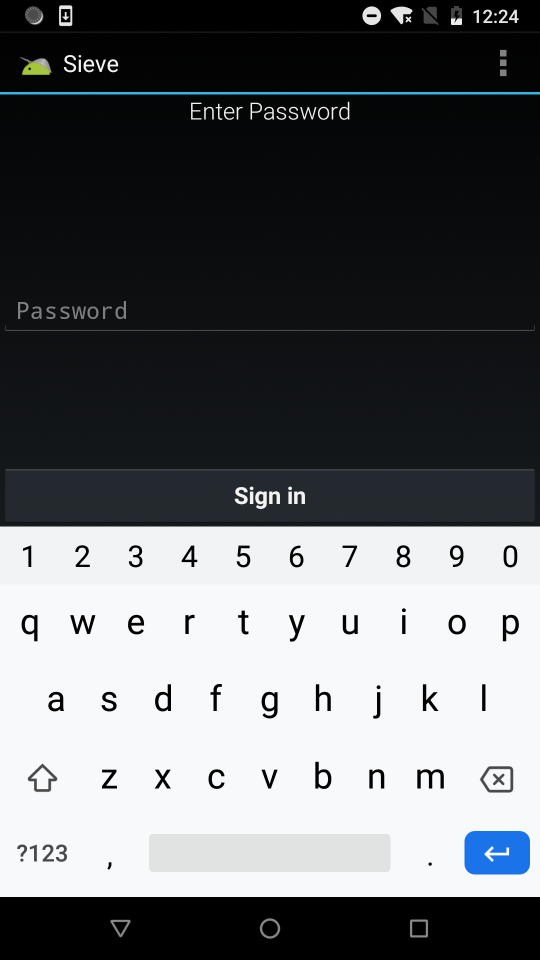 12:24
Sieve
Enter Password
Password
Sign in
1 2 3 4 5 6 7 8 9 0
q w e r t y u i o p
a s d f g h j k l
z x c v b n m
?123 , .